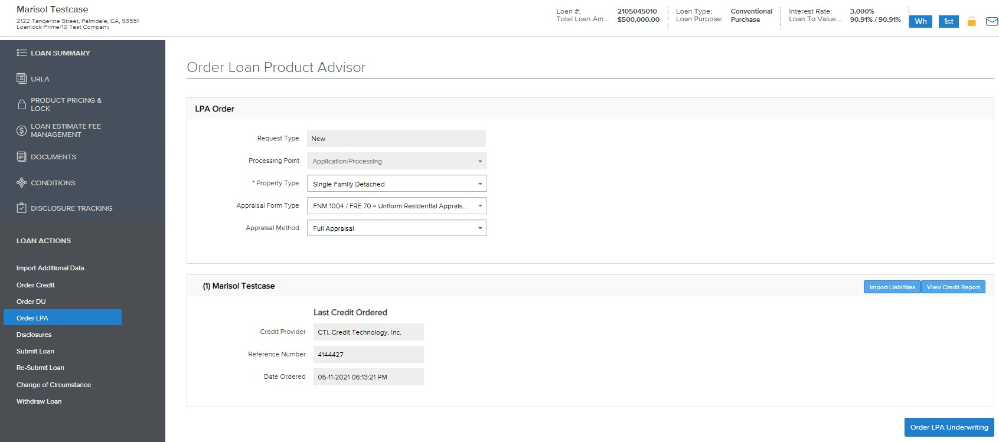 Marisol Testcase
2122 Tangerine Street, Palmdale, CA, 93551
Loanlock Prime/10 Test Company
Loan #: 2105045010
Total Loan Am... $500,000.00
Loan Type: Conventional
Loan Purpose: Purchase
Interest Rate: 3.000%
Loan To Value... 90.91% / 90.91%
Wh
1st
LOAN SUMMARY
URLA
PRODUCT PRICING &
LOCK
LOAN ESTIMATE FEE
MANAGEMENT
DOCUMENTS
CONDITIONS
DISCLOSURE TRACKING
LOAN ACTIONS
Import Additional Data
Order Credit
Order DU
Order LPA
Disclosures
Submit Loan
Re-Submit Loan
Change of Circumstance
Withdraw Loan
Order Loan Product Advisor
LPA Order
Request Type New
Processing Point Application/Processing
* Property Type Single Family Detached
Appraisal Form Type FNM 1004 / FRE 70 = Uniform Residential Apprais...
Appraisal Method Full Appraisal
(1) Marisol Testcase
Import Liabilities
View Credit Report
Last Credit Ordered
Credit Provider CTI, Credit Technology, Inc.
Reference Number 4144427
Date Ordered 05-11-2021 06:13:21 PM
Order LPA Underwriting